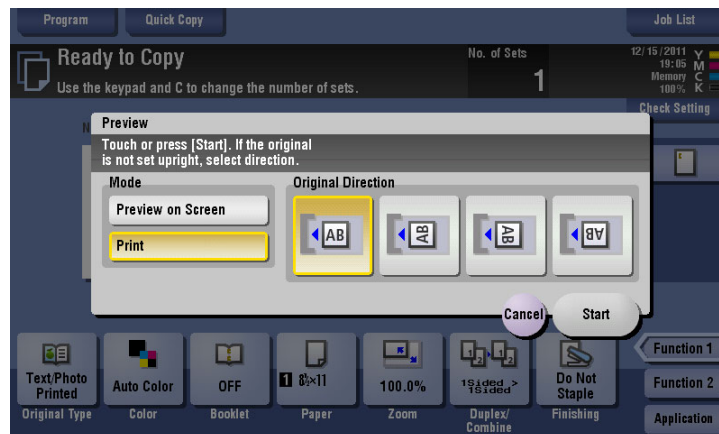 Program
Quick Copy
Job List
Ready to Copy
Use the keypad and C to change the number of sets.
No. of Sets
1
12/15/2011
19:05
Memory
100%
Y
M
C
K
Check Setting
N
Preview
Touch or press [Start]. If the original
is not set upright, select direction.
Mode
Preview on Screen
Print
Original Direction
AB
AB
AB
AB
Cancel
Start
Text/Photo
Printed
Auto Color
OFF
1 8½×11
100.0%
1Sided >
1Sided
Do Not
Staple
Original Type
Color
Booklet
Paper
Zoom
Duplex/
Combine
Finishing
Function 1
Function 2
Application